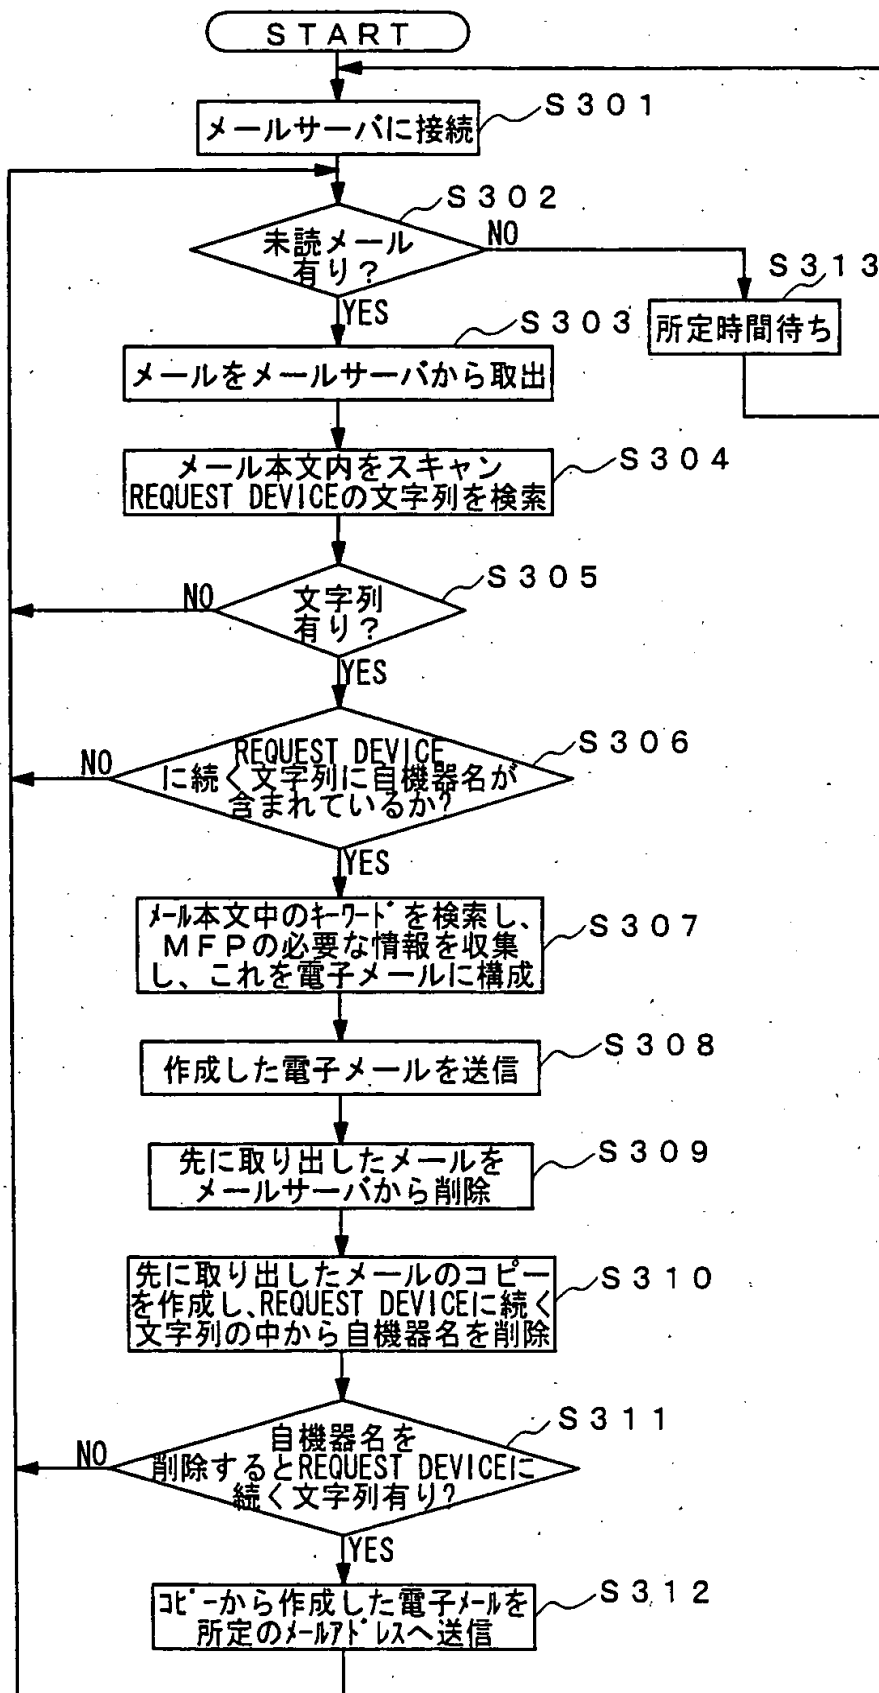 START
メールサーバに接続
S301
未読メール
有り?
S302
NO
YES
S313
所定時間待ち
メールをメールサーバから取出
S303
メール本文内をスキャン
REQUEST DEVICEの文字列を検索
S304
文字列
有り?
S305
NO
YES
REQUEST DEVICE
に続く文字列に自機器名が
含まれているか?
S306
NO
YES
メール本文中のキーワードを検索し、
MFPの必要な情報を収集
し、これを電子メールに構成
S307
作成した電子メールを送信
S308
先に取り出したメールを
メールサーバから削除
S309
先に取り出したメールのコピー
を作成し、REQUEST DEVICEに続く
文字列の中から自機器名を削除
S310
自機器名を
削除するとREQUEST DEVICEに
続く文字列有り?
S311
NO
YES
コピーから作成した電子メールを
所定のメールアドレスへ送信
S312